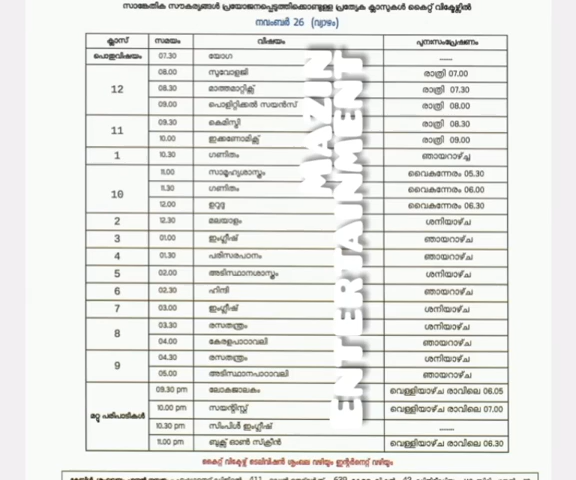 സാങ്കേതിക സൗകര്യങ്ങൾ പ്രയോജനപ്പെടുത്തിക്കൊണ്ടുള്ള പ്രത്യേക ക്ലാസുകൾ കൈറ്റ് വിക്ടേഴ്സിൽ
നവംബർ 26 (വ്യാഴം)
ക്ലാസ് സമയം വിഷയം പുനഃസംപ്രേഷണം
പൊതുവിഷയം 07.30 യോഗ ......
12 08.00 സുവോളജി രാത്രി 07.00
08.30 മാത്തമാറ്റിക്സ് രാത്രി 07.30
09.00 പൊളിറ്റിക്കൽ സയൻസ് രാത്രി 08.00
11 09.30 കെമിസ്ട്രി രാത്രി 08.30
10.00 ഇക്കണോമിക്സ് രാത്രി 09.00
1 10.30 ഗണിതം ഞായറാഴ്ച്ച
10 11.00 സാമൂഹ്യശാസ്ത്രം വൈകുന്നേരം 05.30
11.30 ഗണിതം വൈകുന്നേരം 06.00
12.00 ഉറുദു വൈകുന്നേരം 06.30
2 12.30 മലയാളം ശനിയാഴ്ച
3 01.00 ഇംഗ്ലീഷ് ഞായറാഴ്ച
4 01.30 പരിസരപഠനം ഞായറാഴ്ച
5 02.00 അടിസ്ഥാനശാസ്ത്രം ശനിയാഴ്ച
6 02.30 ഹിന്ദി ഞായറാഴ്ച
7 03.00 ഇംഗ്ലീഷ് ശനിയാഴ്ച
8 03.30 രസതന്ത്രം ശനിയാഴ്ച
04.00 കേരളപാഠാവലി ഞായറാഴ്ച
9 04.30 രസതന്ത്രം ശനിയാഴ്ച
05.00 അടിസ്ഥാനപാഠാവലി ഞായറാഴ്ച
മറ്റു പരിപാടികൾ 09.30 pm ലോകജാലകം വെള്ളിയാഴ്ച രാവിലെ 06.05
10.00 pm സയന്റിസ്റ്റ് വെള്ളിയാഴ്ച രാവിലെ 07.00
10.30 pm സിംപിൾ ഇംഗ്ലീഷ് .......
11.00 pm ബുക്സ് ഓൺ സ്ക്രീൻ വെള്ളിയാഴ്ച രാവിലെ 06.30
കൈറ്റ് വിക്ടേഴ്സ് ടെലിവിഷൻ ശൃംഖല വഴിയും ഇന്റർനെറ്റ് വഴിയും
MAZIN
ENTERTAINMENT